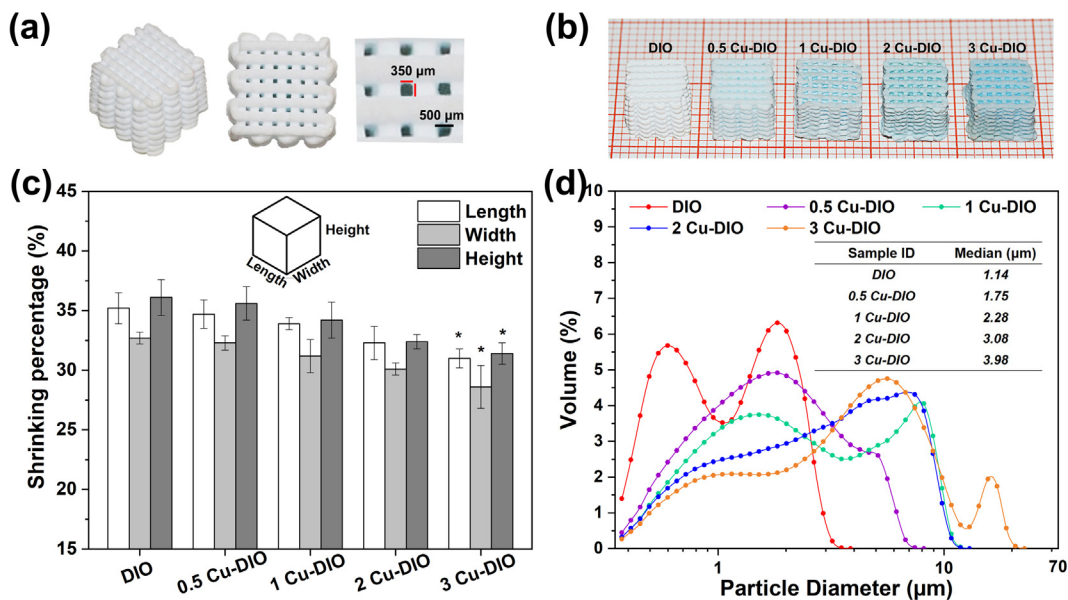 (a)
350 μm
500 μm
(b)
DIO
0.5 Cu-DIO
1 Cu-DIO
2 Cu-DIO
3 Cu-DIO
(c)
Shrinking percentage (%)
45
40
35
30
25
20
15
Length
Width
Height
Height
Length
Width
*
*
*
DIO
0.5 Cu-DIO
1 Cu-DIO
2 Cu-DIO
3 Cu-DIO
(d)
Volume (%)
10
9
8
7
6
5
4
3
2
1
0
DIO
0.5 Cu-DIO
1 Cu-DIO
2 Cu-DIO
3 Cu-DIO
Sample ID Median (μm)
DIO 1.14
0.5 Cu-DIO 1.75
1 Cu-DIO 2.28
2 Cu-DIO 3.08
3 Cu-DIO 3.98
1 10 70
Particle Diameter (μm)